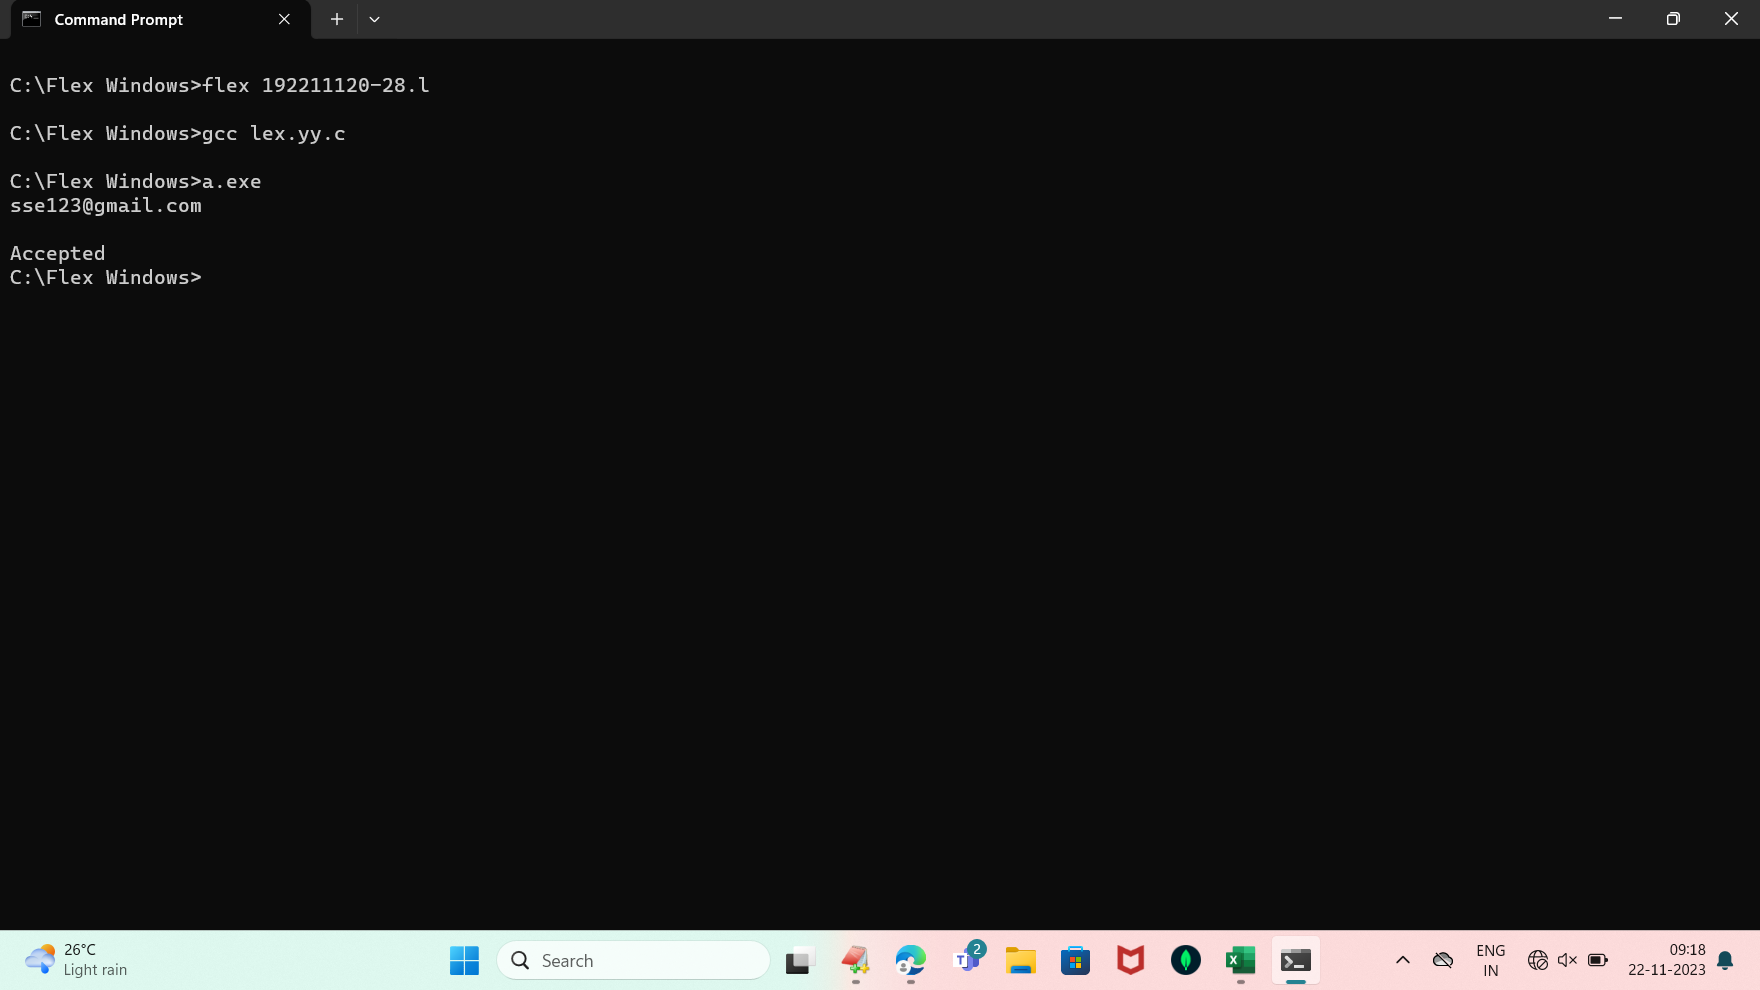 Command Prompt
C:\Flex Windows>flex 192211120-28.l
C:\Flex Windows>gcc lex.yy.c
C:\Flex Windows>a.exe
sse123@gmail.com
Accepted
C:\Flex Windows>
26°C
Light rain
Search
2
ENG
IN
09:18
22-11-2023